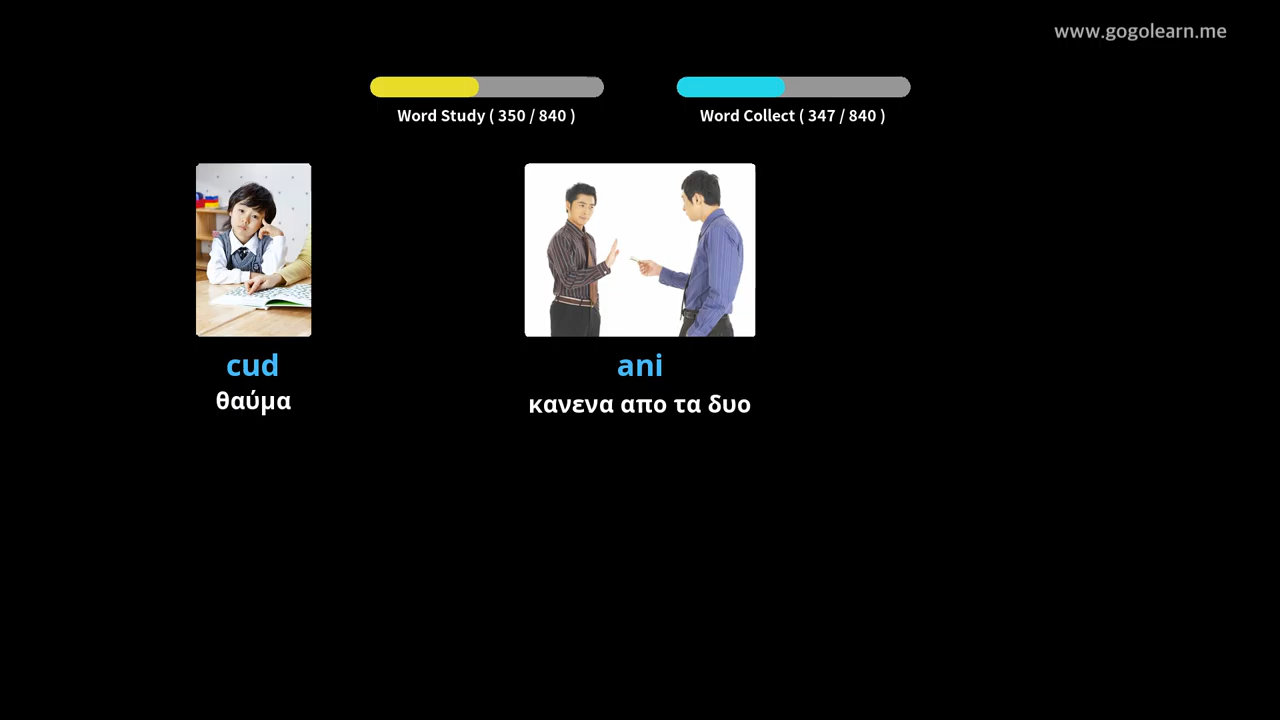 www.gogolearn.me
Word Study ( 350 / 840 )
Word Collect ( 347 / 840 )
cud
θαύμα
ani
κανενα απο τα δυο